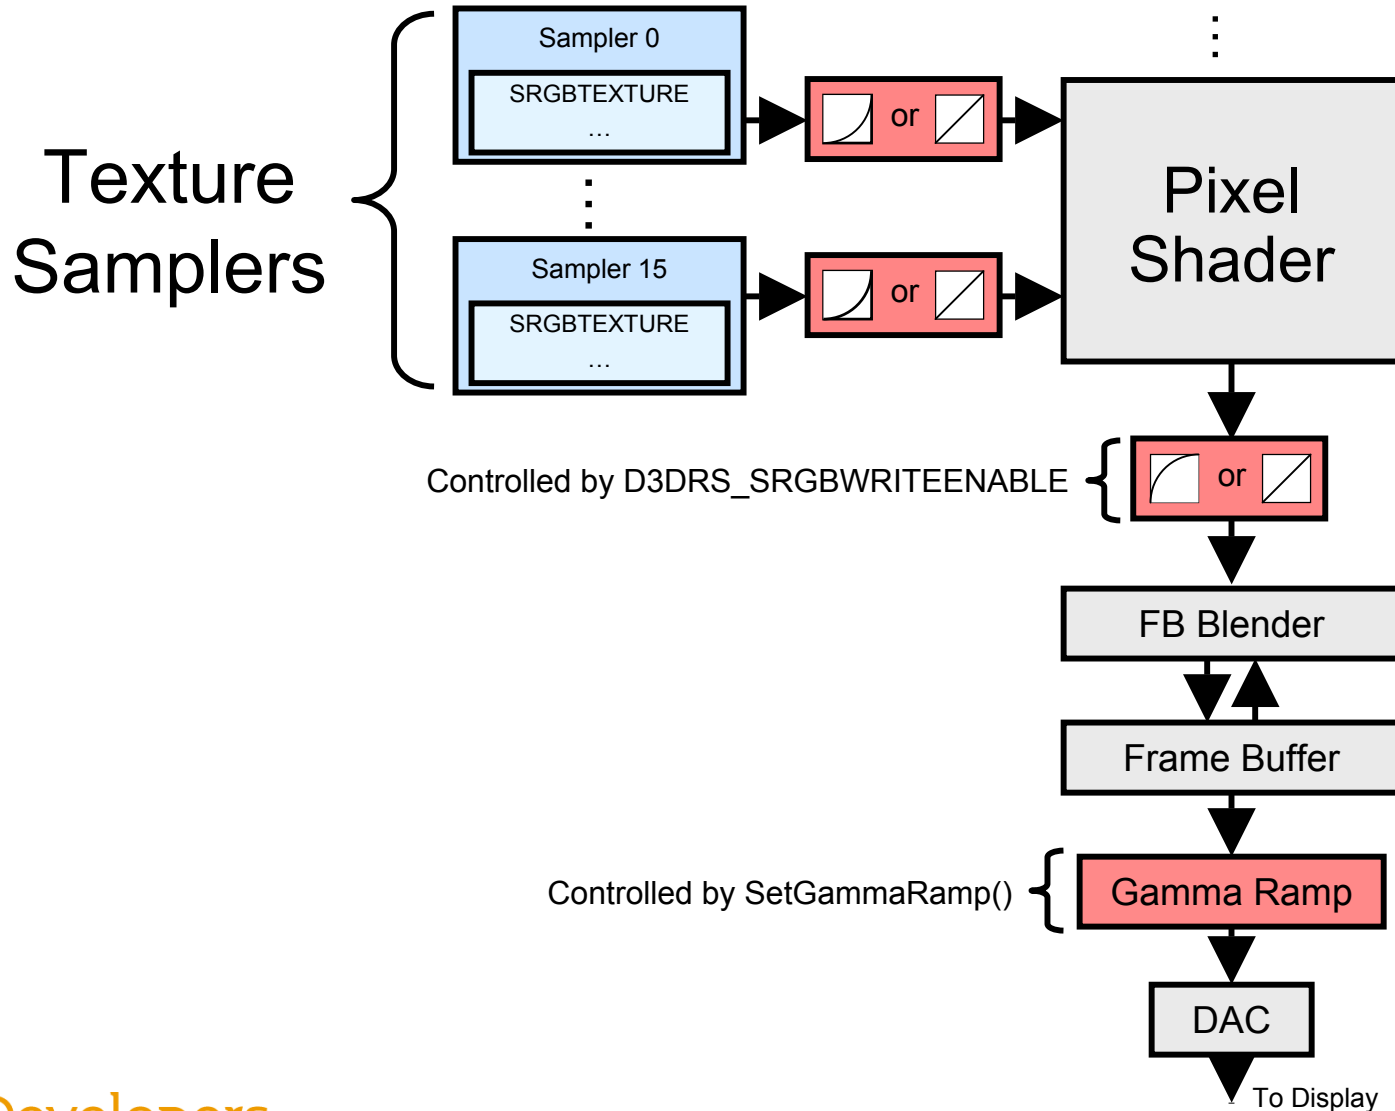 Texture
Samplers
Sampler 0
SRGBTEXTURE
...
or
Sampler 15
SRGBTEXTURE
...
or
Pixel
Shader
Controlled by D3DRS_SRGBWRITEENABLE
or
FB Blender
Frame Buffer
Controlled by SetGammaRamp()
Gamma Ramp
DAC
To Display
Developers